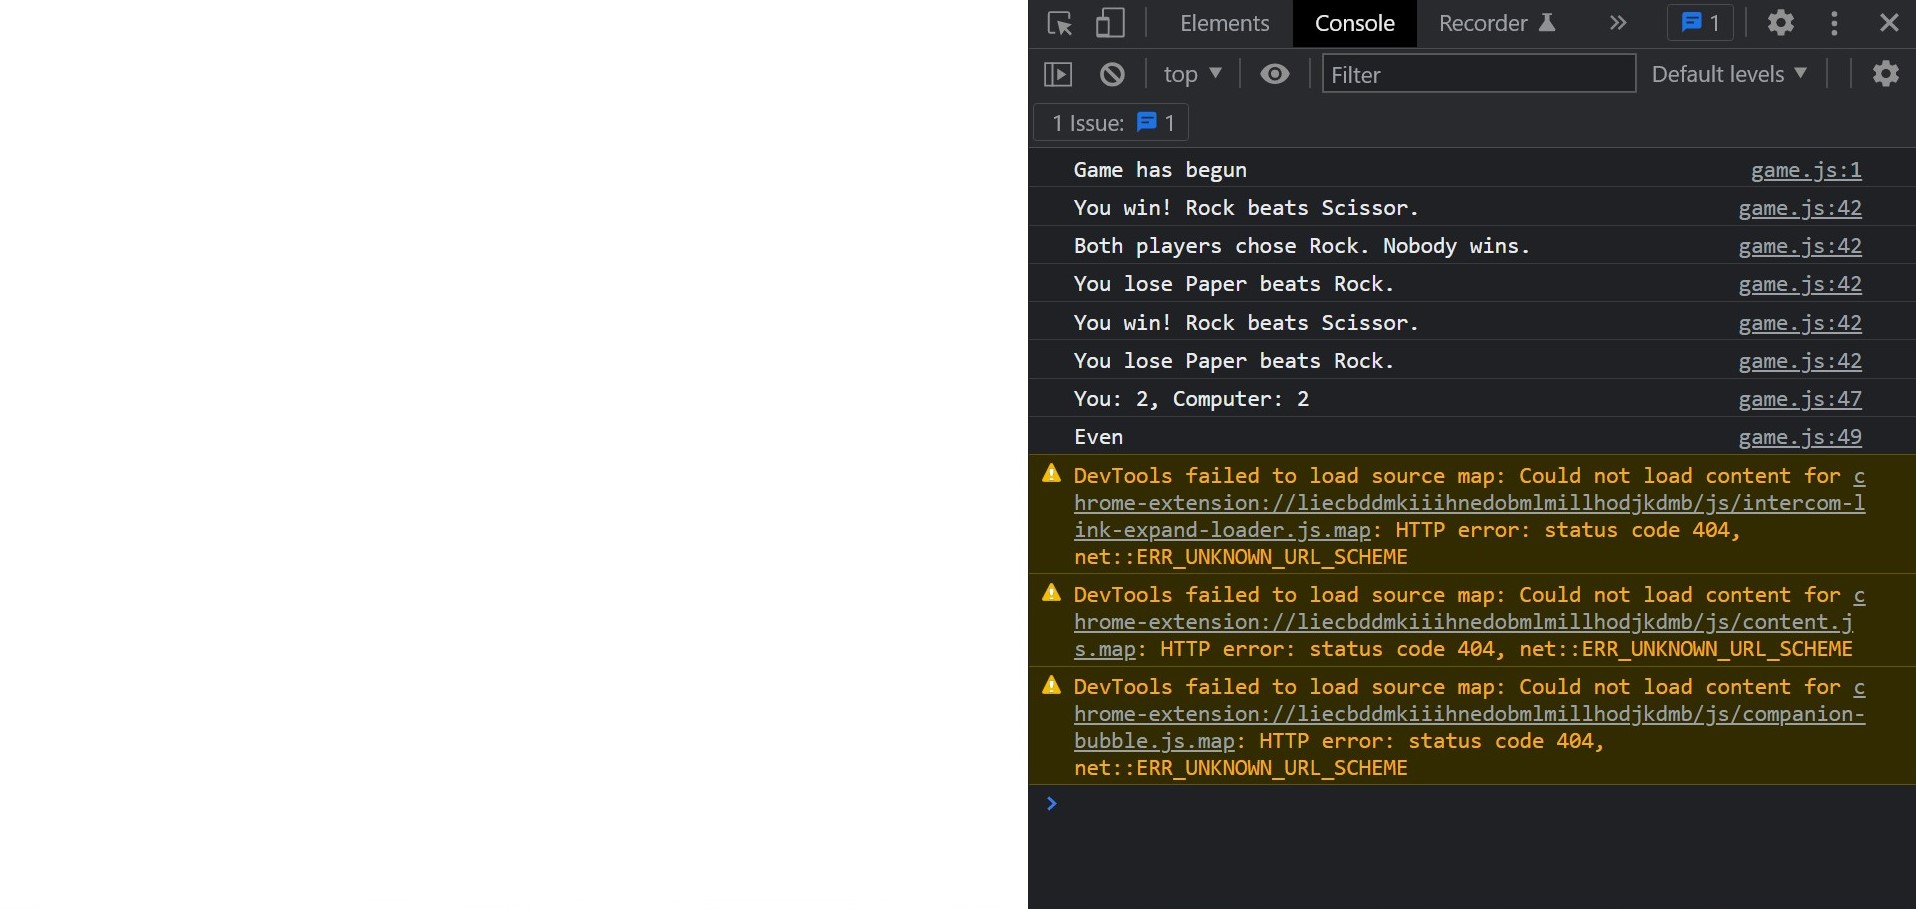 Elements Console Recorder 1
top Filter Default levels
1 Issue: 1
Game has begun game.js:1
You win! Rock beats Scissor. game.js:42
Both players chose Rock. Nobody wins. game.js:42
You lose Paper beats Rock. game.js:42
You win! Rock beats Scissor. game.js:42
You lose Paper beats Rock. game.js:42
You: 2, Computer: 2 game.js:47
Even game.js:49
DevTools failed to load source map: Could not load content for c
hrome-extension://liecbddmkiiihnedobmlmillhodjkdmb/js/intercom-l
ink-expand-loader.js.map: HTTP error: status code 404,
net::ERR_UNKNOWN_URL_SCHEME
DevTools failed to load source map: Could not load content for c
hrome-extension://liecbddmkiiihnedobmlmillhodjkdmb/js/content.j
s.map: HTTP error: status code 404, net::ERR_UNKNOWN_URL_SCHEME
DevTools failed to load source map: Could not load content for c
hrome-extension://liecbddmkiiihnedobmlmillhodjkdmb/js/companion-
bubble.js.map: HTTP error: status code 404,
net::ERR_UNKNOWN_URL_SCHEME